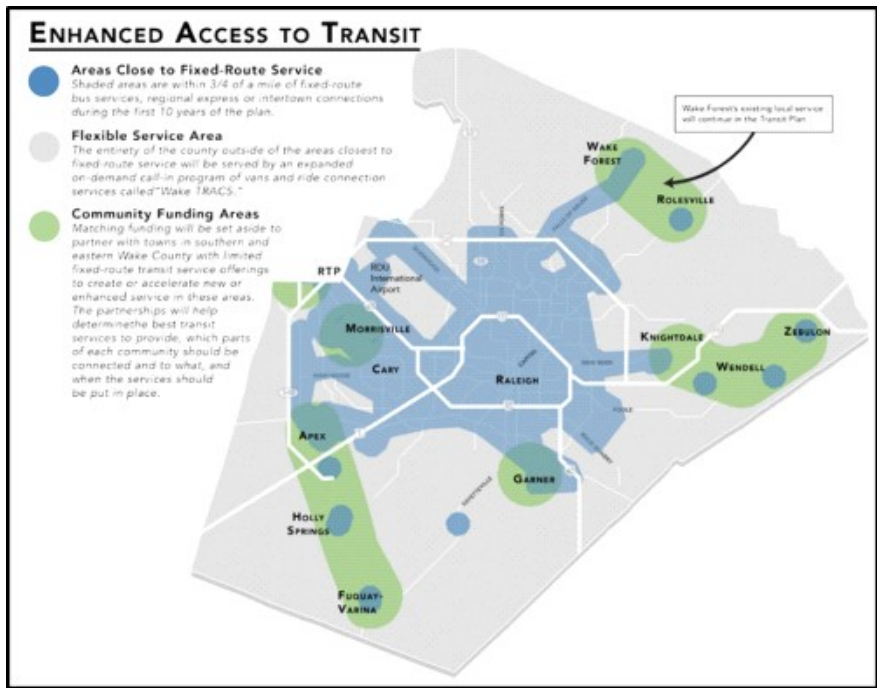 ENHANCED ACCESS TO TRANSIT
Areas Close to Fixed-Route Service
Shaded areas are within 3/4 of a mile of fixed-route
bus services, regional express or intertown connections
during the first 10 years of the plan.
Flexible Service Area
The entirety of the county outside of the areas closest to
fixed-route service will be served by an expanded
on-demand call-in program of vans and ride connection
services called "Wake TRACS."
Community Funding Areas
Matching funding will be set aside to
partner with towns in southern and
eastern Wake County with limited
fixed-route transit service offerings
to create or accelerate new or
enhanced service in these areas.
The partnerships will help
determinethe best transit
services to provide, which parts
of each community should be
connected and to what, and
when the services should
be put in place.
Wake Forest's existing local service
will continue in the Transit Plan
WAKE
FOREST
ROLESVILLE
RTP
RDU
International
Airport
MORRISVILLE
CARY
RALEIGH
CAPITAL
NEW BERN
KNIGHTDALE
WENDELL
ZEBULON
POOLE
ROCK QUARRY
APEX
GARNER
FAYETTEVILLE
HOLLY
SPRINGS
FUQUAY-
VARINA